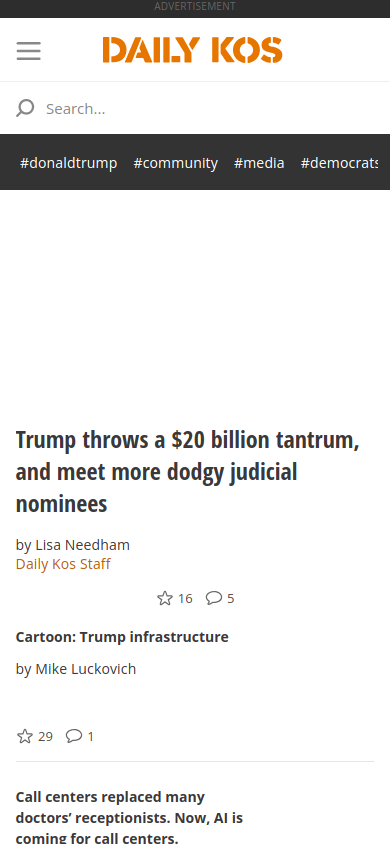 ADVERTISEMENT
DAILY KOS
Search...
#donaldtrump #community #media #democrats
Trump throws a $20 billion tantrum,
and meet more dodgy judicial
nominees
by Lisa Needham
Daily Kos Staff
16 5
Cartoon: Trump infrastructure
by Mike Luckovich
29 1
Call centers replaced many
doctors’ receptionists. Now, AI is
coming for call centers.